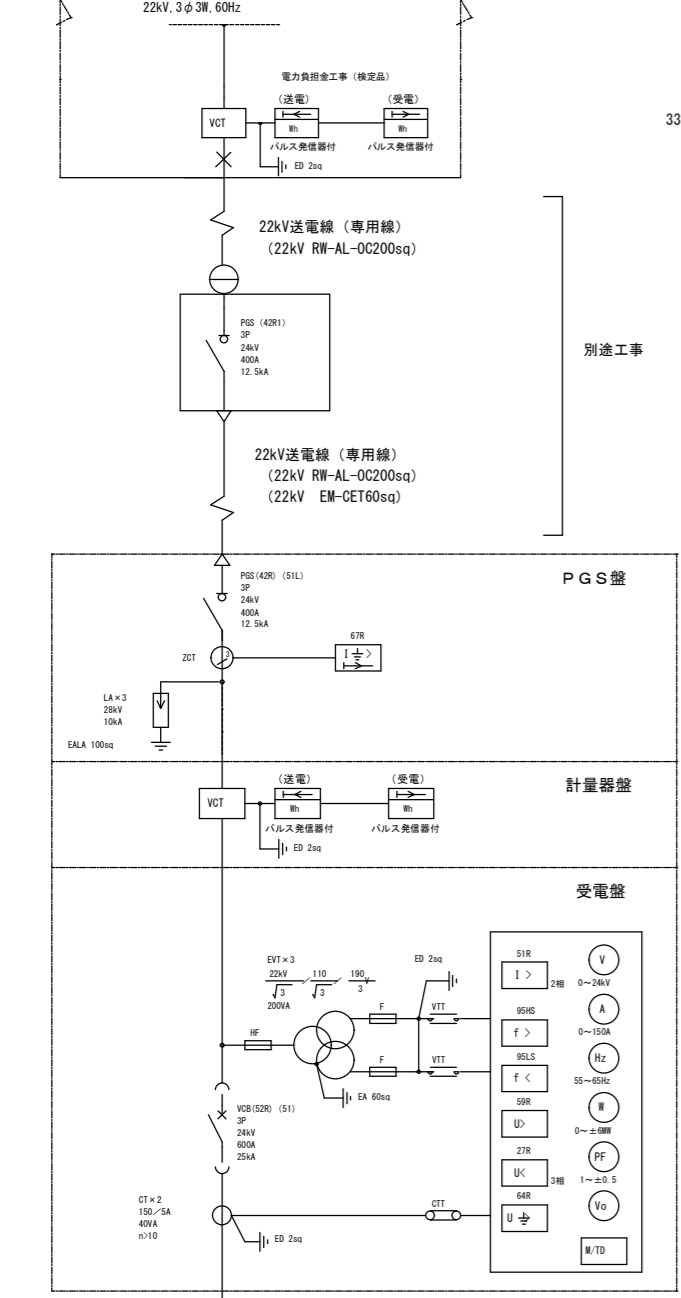 22kV, 3φ3W, 60Hz
電力負担金工事（検定品）
（送電）
（受電）
VCT
Wh
Wh
パルス発信器付
パルス発信器付
ED 2sq
33
22kV送電線（専用線）
（22kV RW-AL-OC200sq）
PGS (42R1)
3P
24kV
400A
12.5kA
別途工事
22kV送電線（専用線）
（22kV RW-AL-OC200sq）
（22kV EM-CET60sq）
PGS盤
PGS(42R) (51L)
3P
24kV
400A
12.5kA
67R
ZCT
3
I >
LA×3
28kV
10kA
EALA 100sq
計量器盤
（送電）
（受電）
VCT
Wh
Wh
パルス発信器付
パルス発信器付
ED 2sq
受電盤
EVT×3
22kV/√3 / 110/√3 / 190/3 V
200VA
ED 2sq
HF
F
VTT
F
VTT
EA 60sq
51R
I >
2相
V
0～24kV
95HS
f >
A
0～150A
95LS
f <
Hz
55～65Hz
59R
U>
W
0～±6MW
27R
U<
3相
PF
1～±0.5
64R
U
Vo
M/TD
VCB(52R) (51)
3P
24kV
600A
25kA
CT×2
150／5A
40VA
n>10
CTT
ED 2sq